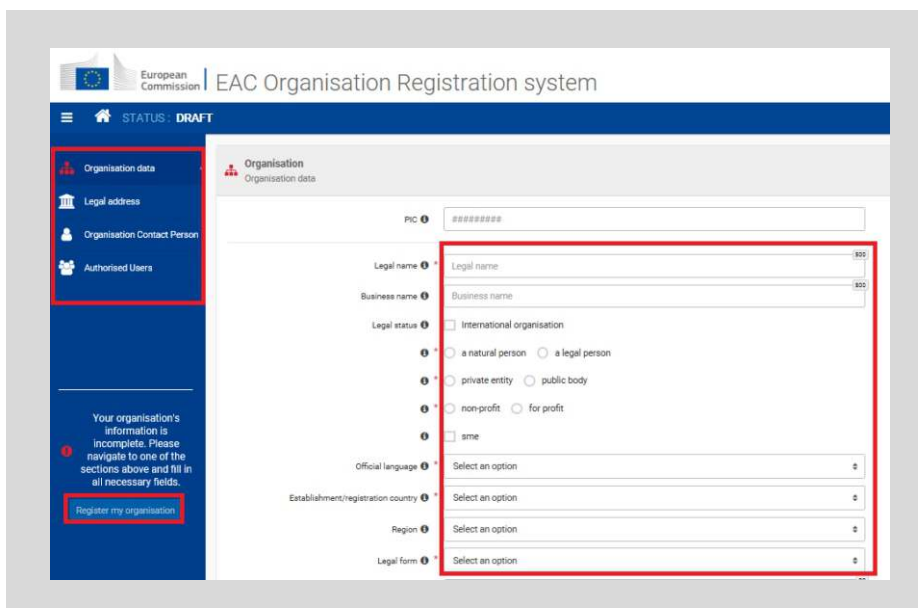 European
Commission
EAC Organisation Registration system
STATUS : DRAFT
Organisation data
Legal address
Organisation Contact Person
Authorised Users
Your organisation's
information is
incomplete. Please
navigate to one of the
sections above and fill in
all necessary fields.
Register my organisation
Organisation
Organisation data
PIC
#########
Legal name *
Legal name
500
Business name
Business name
500
Legal status
International organisation
* a natural person a legal person
* private entity public body
* non-profit for profit
sme
Official language * Select an option
Establishment/registration country * Select an option
Region Select an option
Legal form * Select an option